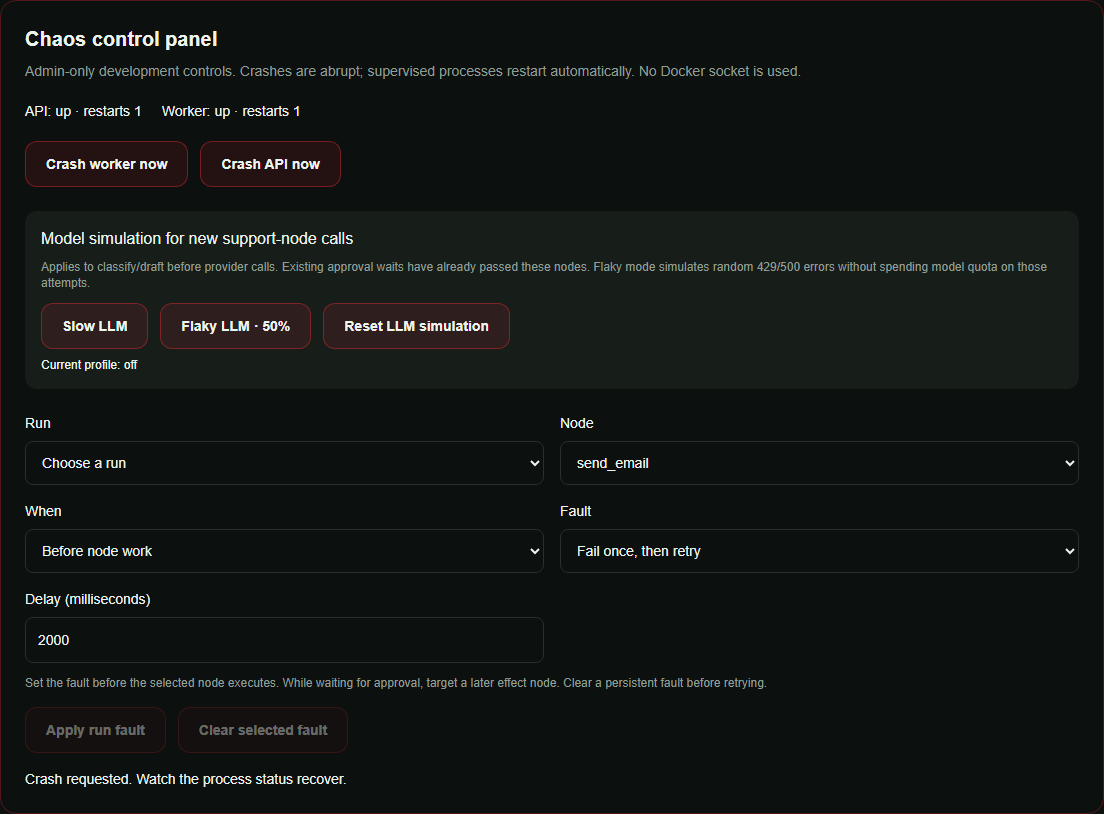 Chaos control panel
Admin-only development controls. Crashes are abrupt; supervised processes restart automatically. No Docker socket is used.
API: up · restarts 1 Worker: up · restarts 1
Crash worker now Crash API now
Model simulation for new support-node calls
Applies to classify/draft before provider calls. Existing approval waits have already passed these nodes. Flaky mode simulates random 429/500 errors without spending model quota on those
attempts.
Slow LLM Flaky LLM · 50% Reset LLM simulation
Current profile: off
Run Node
Choose a run send_email
When Fault
Before node work Fail once, then retry
Delay (milliseconds)
2000
Set the fault before the selected node executes. While waiting for approval, target a later effect node. Clear a persistent fault before retrying.
Apply run fault Clear selected fault
Crash requested. Watch the process status recover.